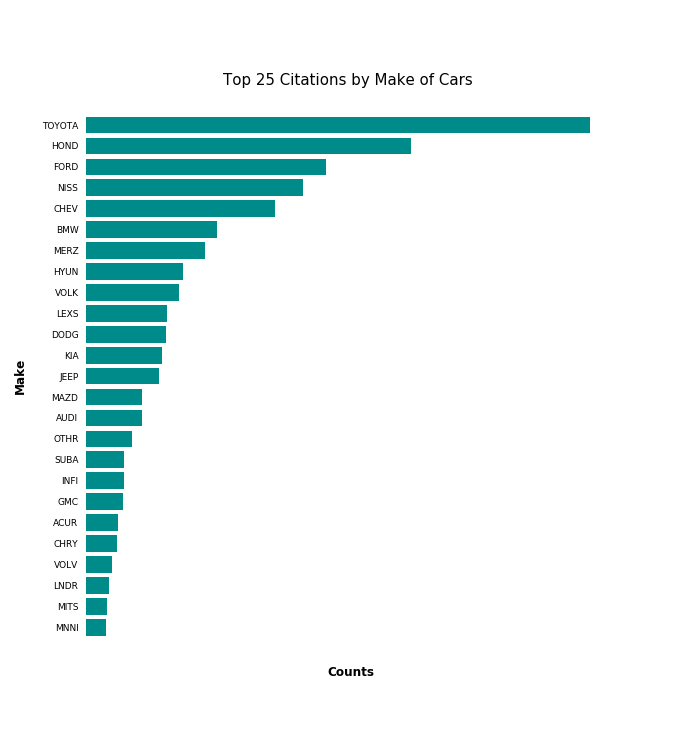 Top 25 Citations by Make of Cars
TOYOTA
HOND
FORD
NISS
CHEV
BMW
MERZ
HYUN
VOLK
LEXS
DODG
KIA
JEEP
MAZD
AUDI
OTHR
SUBA
INFI
GMC
ACUR
CHRY
VOLV
LNDR
MITS
MNNI
Make
Counts